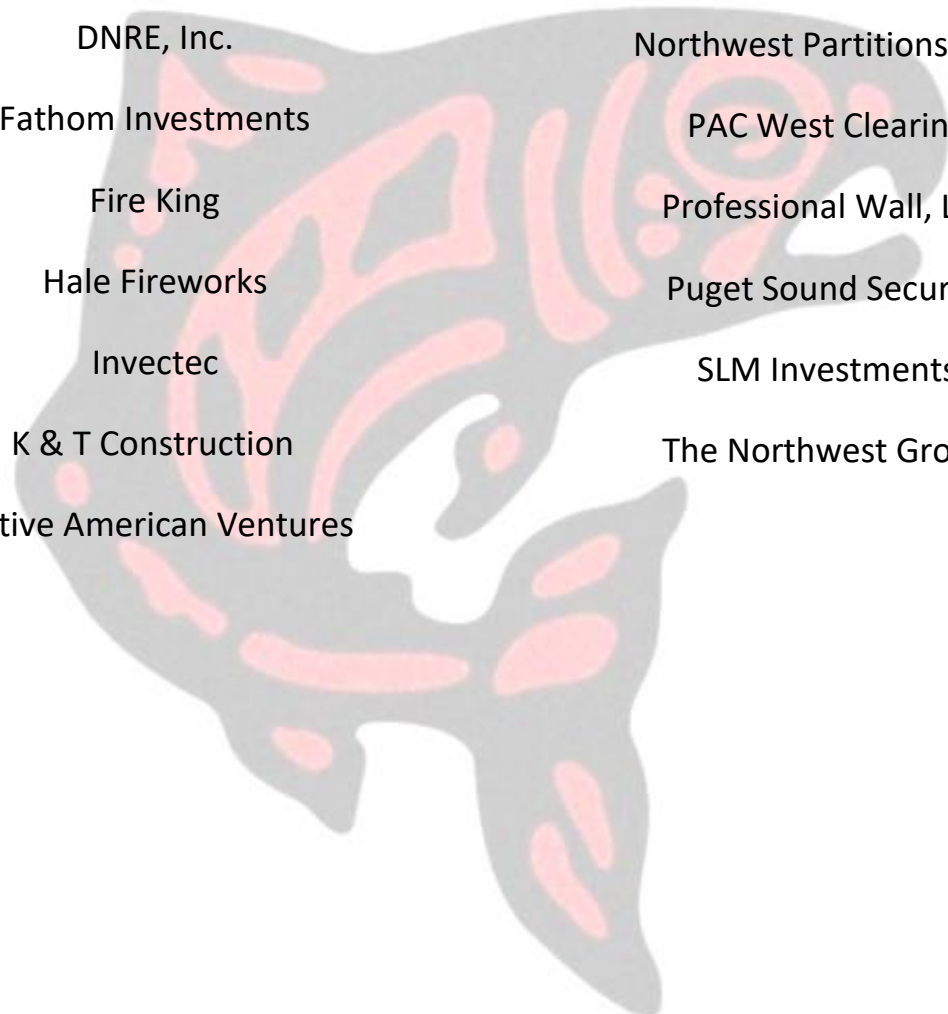 DNRE, Inc.
Fathom Investments
Fire King
Hale Fireworks
Invectec
K & T Construction
American Ventures
Northwest Partitions
PAC West
Professional Wall,
Puget Sound
SLM Investments
The Northwest